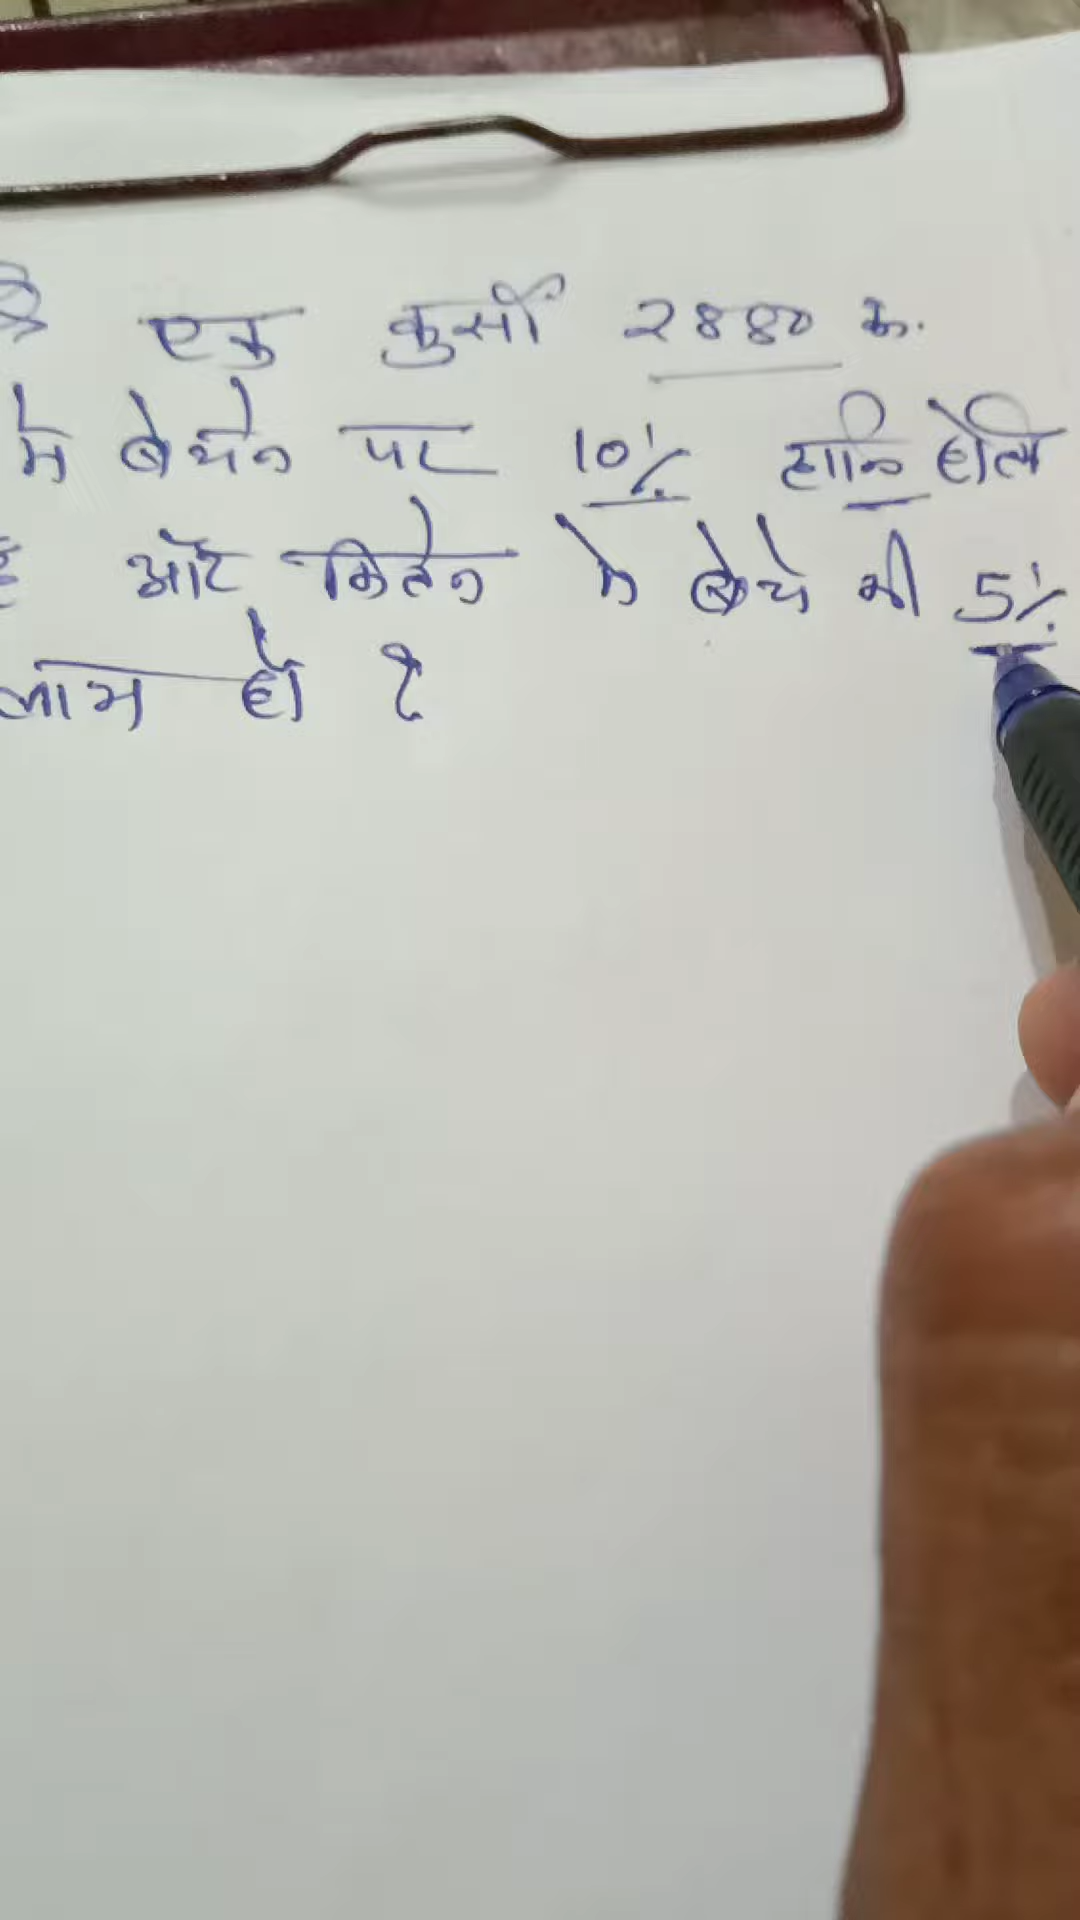 एक कुर्सी 2880 रू.
मे बेचने पर 10% हानि होती
है और कितने मे बेचे की 5%
लाभ हो ?